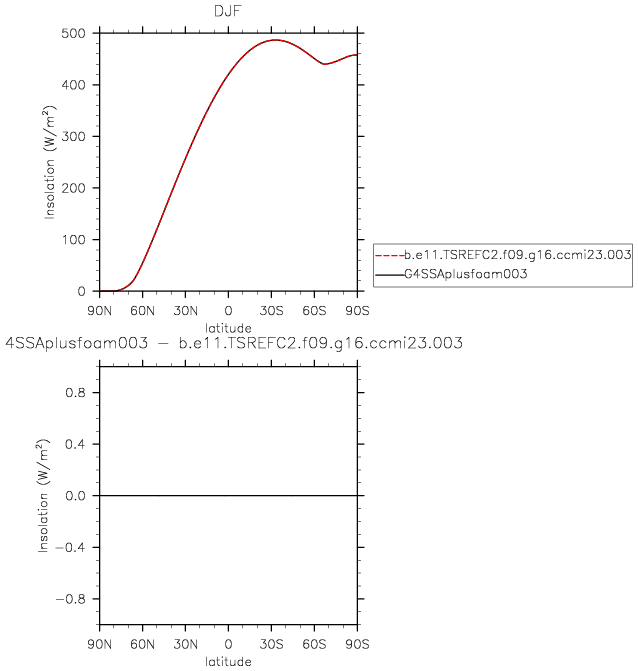 DJF
500
400
300
200
100
0
Insolation (W/m²)
90N 60N 30N 0 30S 60S 90S
latitude
b.e11.TSREFC2.f09.g16.ccmi23.003
G4SSAplusfoam003
4SSAplusfoam003 − b.e11.TSREFC2.f09.g16.ccmi23.003
0.8
0.4
0.0
−0.4
−0.8
Insolation (W/m²)
90N 60N 30N 0 30S 60S 90S
latitude